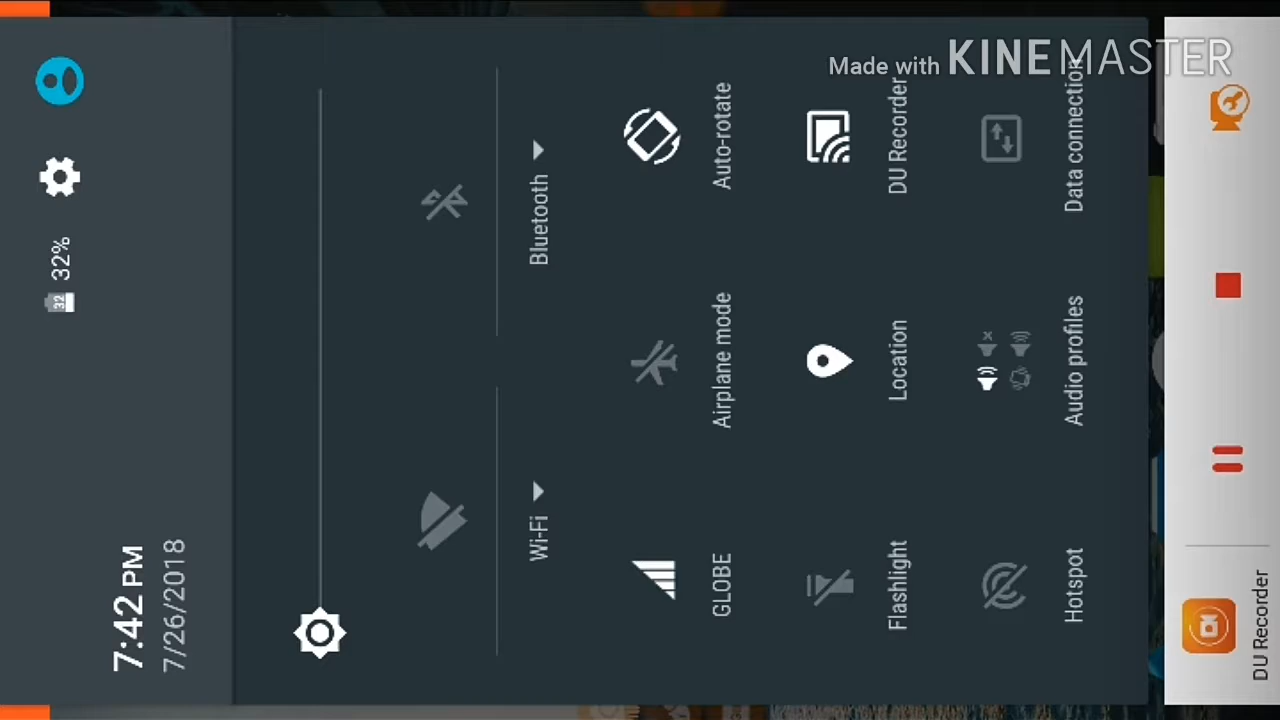 Made with KINEMASTER
32%
32
7:42 PM
7/26/2018
Wi-Fi
Bluetooth
GLOBE
Airplane mode
Auto-rotate
Flashlight
Location
DU Recorder
Hotspot
Audio profiles
Data connection
DU Recorder